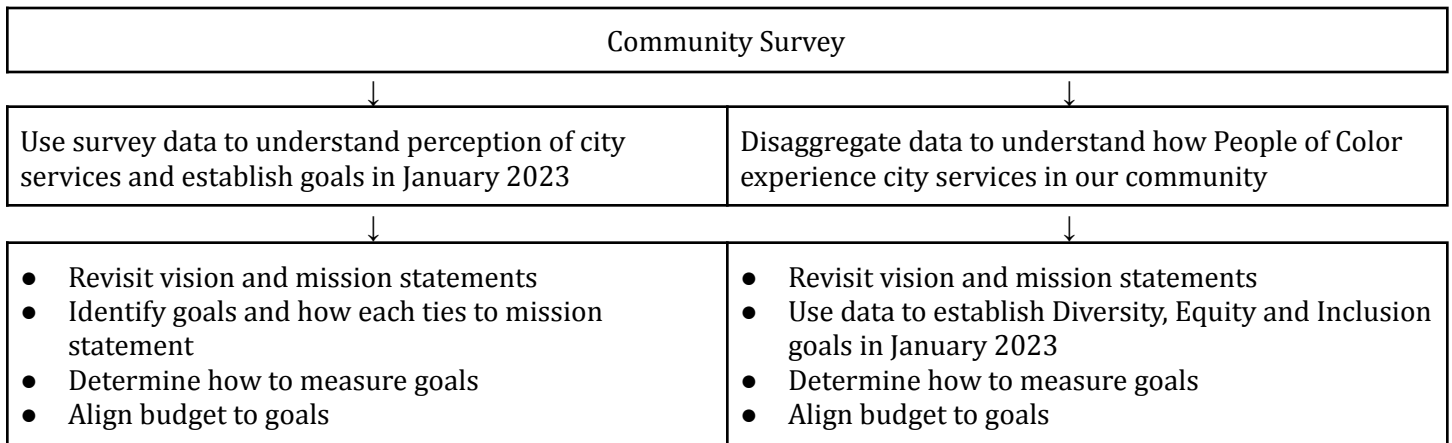 Community Survey
↓ ↓
Use survey data to understand perception of city
services and establish goals in January 2023
Disaggregate data to understand how People of Color
experience city services in our community
↓ ↓
● Revisit vision and mission statements
● Identify goals and how each ties to mission
statement
● Determine how to measure goals
● Align budget to goals
● Revisit vision and mission statements
● Use data to establish Diversity, Equity and Inclusion
goals in January 2023
● Determine how to measure goals
● Align budget to goals